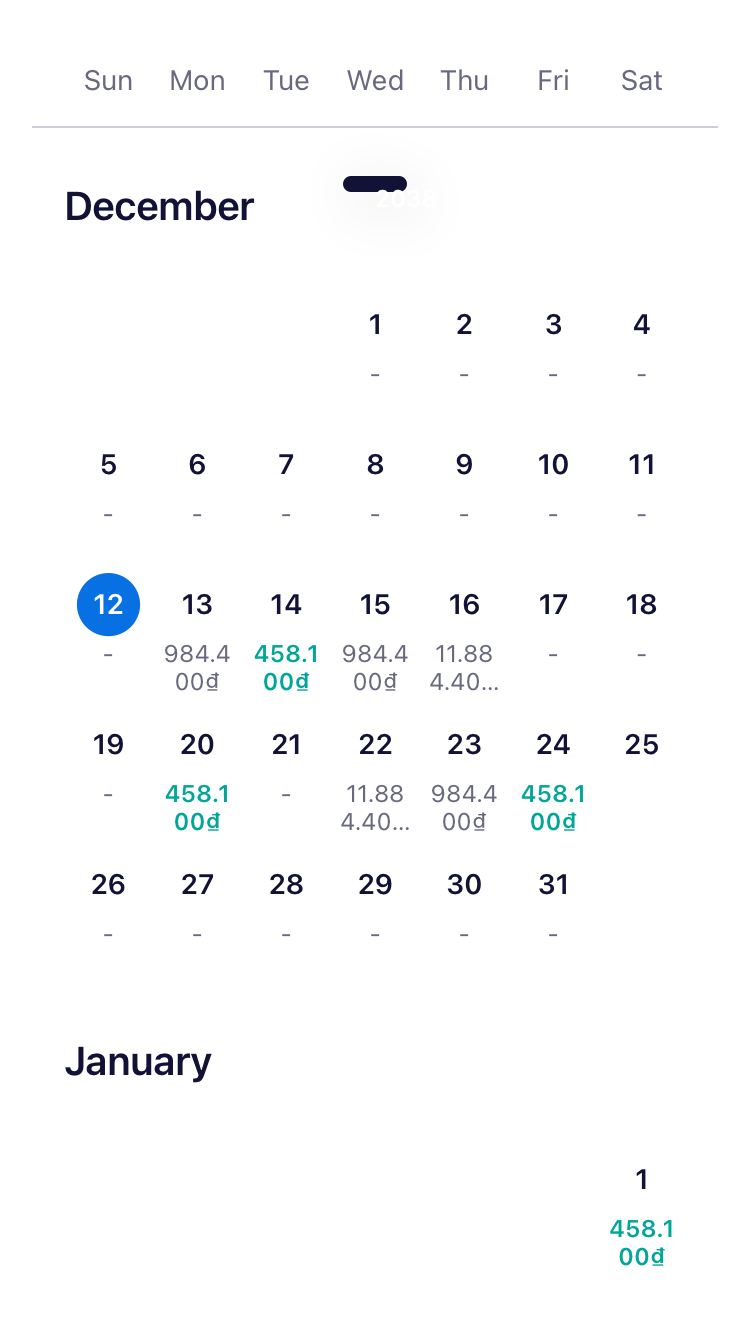 Sun Mon Tue Wed Thu Fri Sat
December
1 2 3 4
- - - -
5 6 7 8 9 10 11
- - - - - - -
12 13 14 15 16 17 18
- 984.4 458.1 984.4 11.88 - -
00₫ 00₫ 00₫ 4.40...
19 20 21 22 23 24 25
- 458.1 - 11.88 984.4 458.1
00₫ 4.40... 00₫ 00₫
26 27 28 29 30 31
- - - - - -
January
1
458.1
00₫